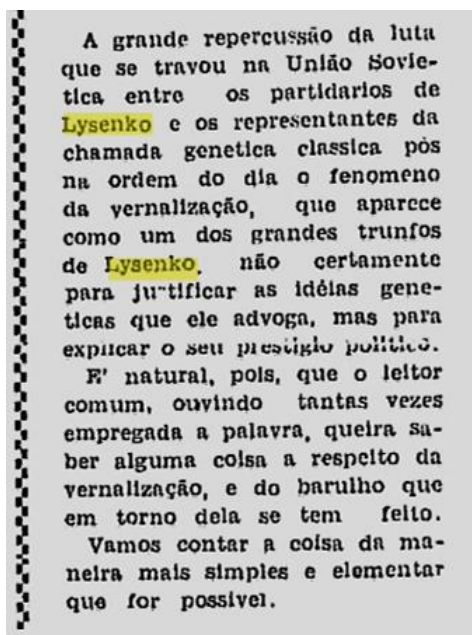 A grande repercussão da luta
que se travou na União Sovie-
tica entre os partidarios de
Lysenko e os representantes da
chamada genetica classica pôs
na ordem do dia o fenomeno
da vernalização, que aparece
como um dos grandes trunfos
de Lysenko, não certamente
para justificar as idéias gene-
ticas que ele advoga, mas para
explicar o seu prestigio politico.
E' natural, pois, que o leitor
comum, ouvindo tantas vezes
empregada a palavra, queira sa-
ber alguma coisa a respeito da
vernalização, e do barulho que
em torno dela se tem feito.
Vamos contar a coisa da ma-
neira mais simples e elementar
que for possivel.